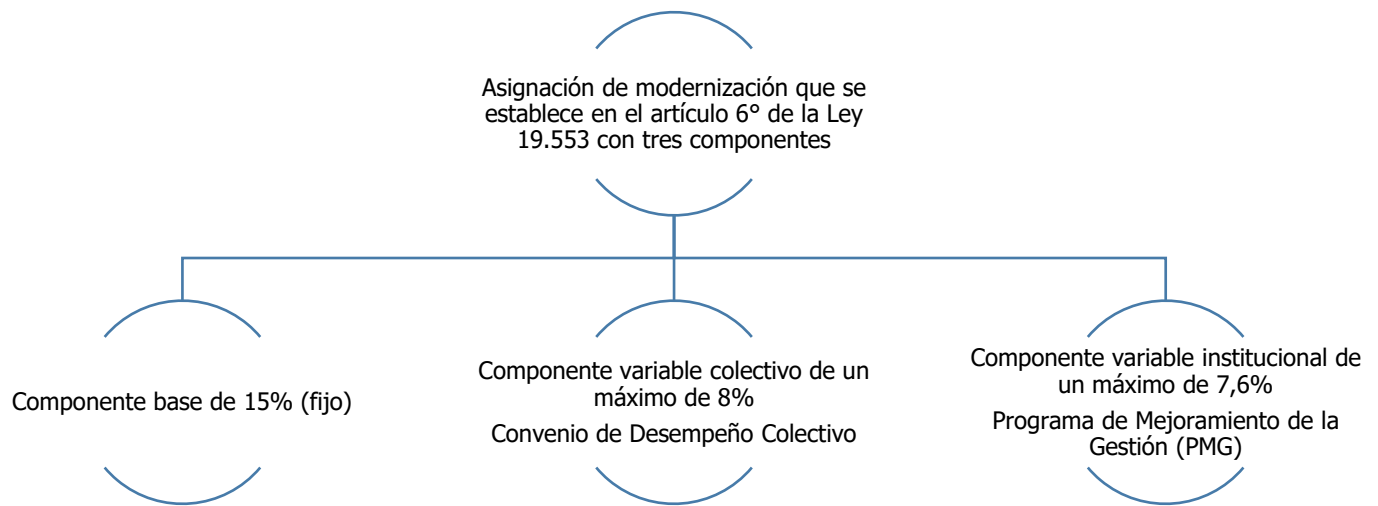 Asignación de modernización que se
establece en el artículo 6° de la Ley
19.553 con tres componentes
Componente base de 15% (fijo)
Componente variable colectivo de un
máximo de 8%
Convenio de Desempeño Colectivo
Componente variable institucional de
un máximo de 7,6%
Programa de Mejoramiento de la
Gestión (PMG)